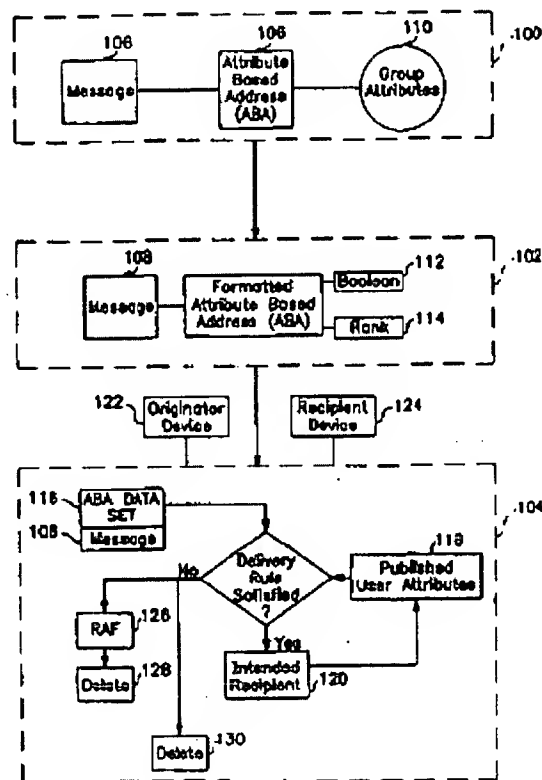 106
106
110
100
Message
Attribute
Based
Address
(ABA)
Group
Attributes
108
112
102
Message
Formatted
Attribute Based
Address (ABA)
Boolean
Rank
114
122
Originator
Device
Recipient
Device
124
116
ABA DATA
SET
104
108
Message
118
No
Delivery
Rule
Satisfied
?
Published
User Attributes
RAF
126
Yes
Intended
Recipient
120
Delete
128
Delete
130